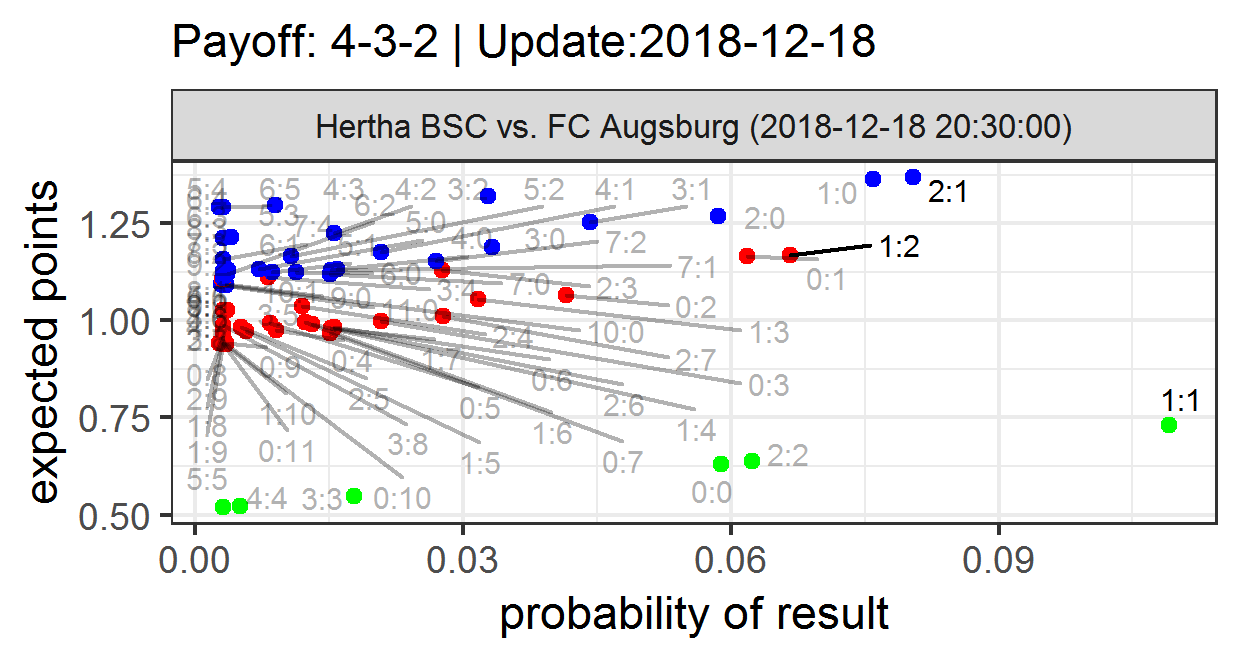 Payoff: 4-3-2 | Update:2018-12-18
Hertha BSC vs. FC Augsburg (2018-12-18 20:30:00)
expected points
1.25
1.00
0.75
0.50
5:4 6:5 4:3 4:2 3:2 5:2 4:1 3:1 1:0 2:1
6:2 5:3 2:0
7:4 5:0
6:1 5:1 4:0 3:0 7:2 1:2
6:0 7:1 0:1
10:1 9:0 3:4 7:0 2:3
3:5 11:0 0:2
2:4 10:0 1:3
0:4 1:7 2:7
0:8 0:9 0:6 0:3
2:9 1:10 2:5 0:5 2:6 1:1
1:8 3:8 1:6 1:4
1:9 0:11 1:5 0:7 2:2
5:5 4:4 3:3 0:10 0:0
0.00 0.03 0.06 0.09
probability of result